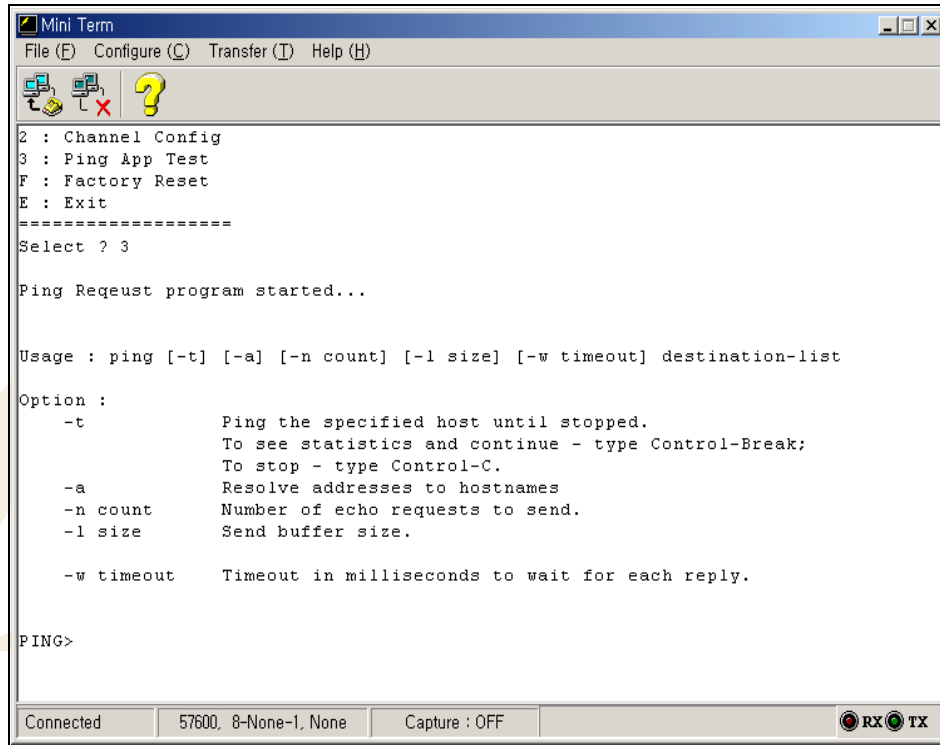 Mini Term
File (F) Configure (C) Transfer (T) Help (H)
2 : Channel Config
3 : Ping App Test
F : Factory Reset
E : Exit
====================
Select ? 3
Ping Reqeust program started...
Usage : ping [-t] [-a] [-n count] [-l size] [-w timeout] destination-list
Option :
-t Ping the specified host until stopped.
To see statistics and continue - type Control-Break;
To stop - type Control-C.
-a Resolve addresses to hostnames
-n count Number of echo requests to send.
-l size Send buffer size.
-w timeout Timeout in milliseconds to wait for each reply.
PING>
Connected 57600, 8-None-1, None Capture : OFF RX TX